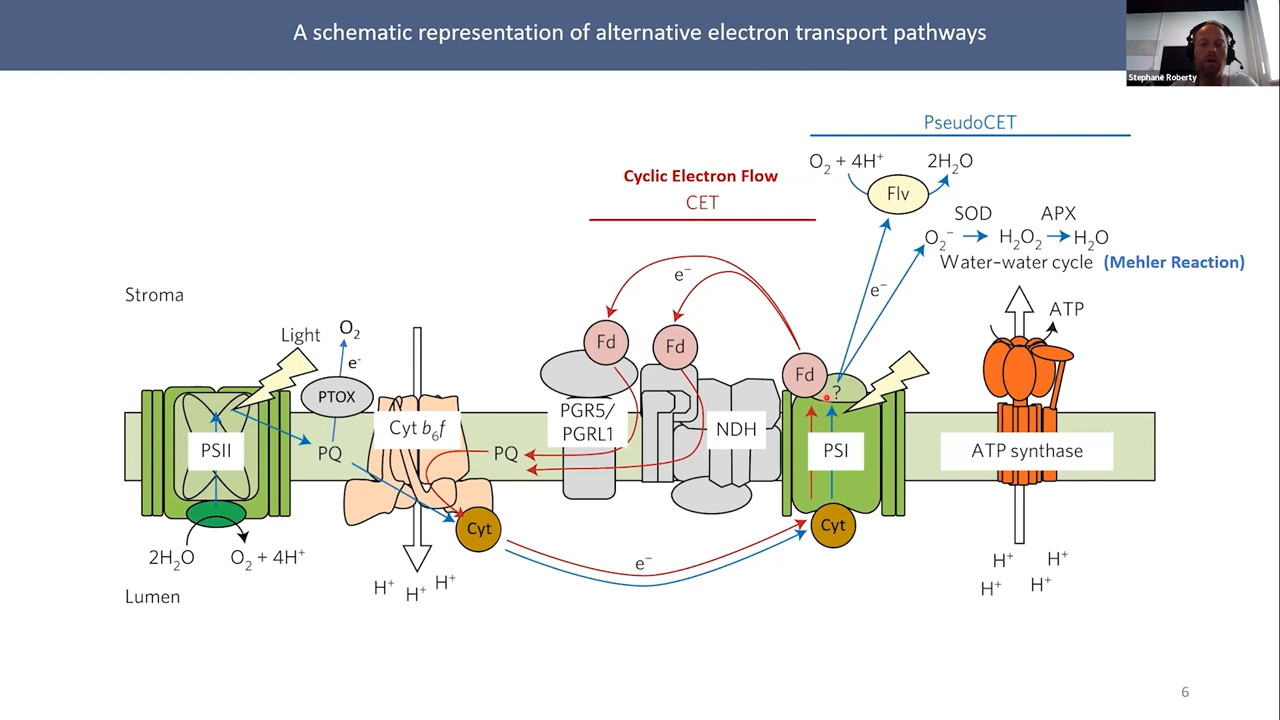 A schematic representation of alternative electron transport pathways
Stephane Roberty
PseudoCET
O₂ + 4H⁺
2H₂O
Flv
Cyclic Electron Flow
CET
SOD
APX
O₂⁻
H₂O₂
H₂O
Water–water cycle (Mehler Reaction)
e⁻
e⁻
Stroma
ATP
Light
O₂
e⁻
Fd
Fd
Fd
?
PTOX
PGR5/
PGRL1
Cyt b₆f
NDH
PSII
PQ
PQ
PSI
ATP synthase
Cyt
Cyt
2H₂O
O₂ + 4H⁺
e⁻
H⁺
H⁺
H⁺
H⁺
H⁺
H⁺
H⁺
Lumen
6